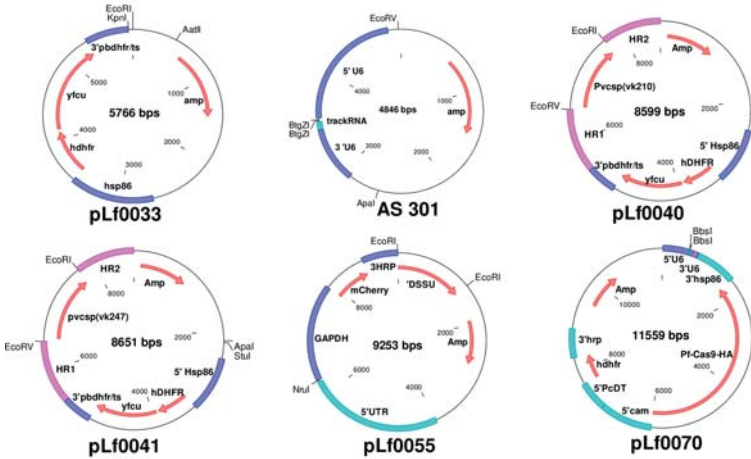 EcoRI
KpnI
AatII
3'pbdhfr/ts
5000
yfcu
1000
amp
5766 bps
4000
2000
hdhfr
3000
hsp86
pLf0033
EcoRV
5' U6
4000
1000
4846 bps
amp
BtgZI
BtgZI
trackRNA
3 'U6
3000
2000
ApaI
AS 301
EcoRI
HR2
Amp
8000
Pvcsp(vk210)
2000
EcoRV
8599 bps
6000
HR1
5' Hsp86
4000
3'pbdhfr/ts
hDHFR
yfcu
pLf0040
EcoRI
HR2
Amp
8000
pvcsp(vk247)
2000
EcoRV
8651 bps
ApaI
StuI
6000
HR1
5' Hsp86
4000
3'pbdhfr/ts
hDHFR
yfcu
pLf0041
EcoRI
3HRP
EcoRI
'DSSU
mCherry
8000
GAPDH
2000
Amp
9253 bps
6000
NruI
4000
5'UTR
pLf0055
BbsI
BbsI
5'U6
3'U6
3'hsp86
Amp
10000
2000
3'hrp
11559 bps
Pf-Cas9-HA
8000
hdhfr
5'PcDT
6000
5'cam
pLf0070